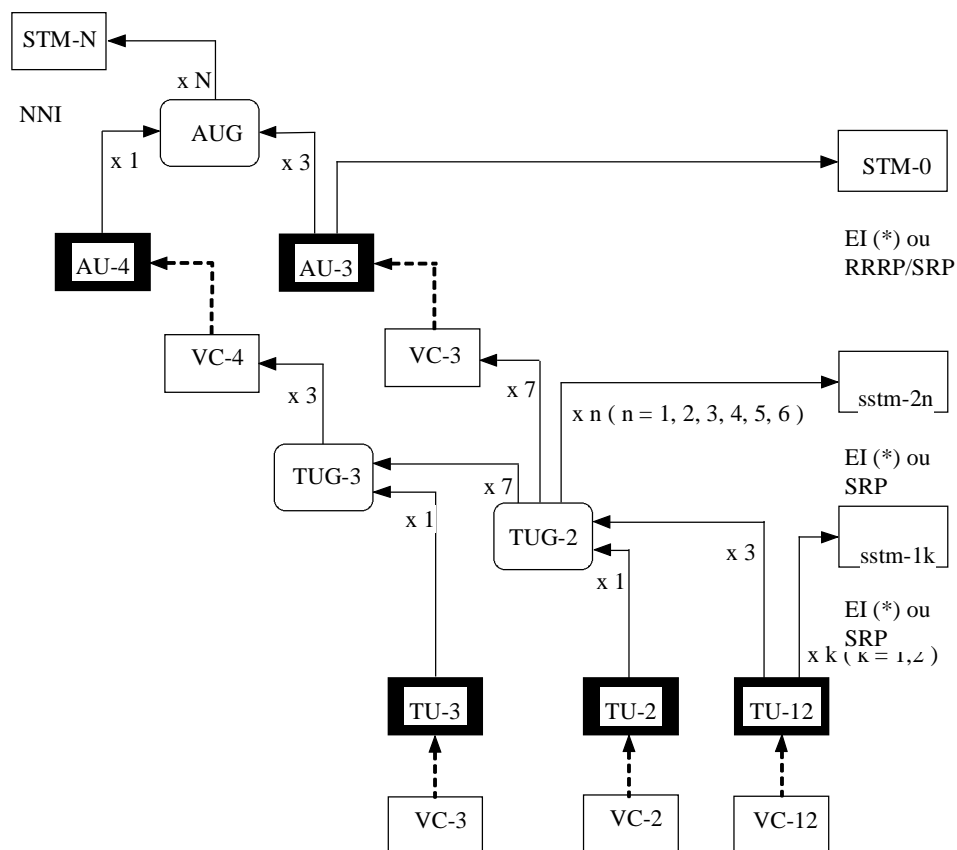 STM-N
x N
NNI
AUG
x 1
x 3
STM-0
EI (*) ou
RRRP/SRP
AU-4
AU-3
VC-4
VC-3
x 3
x 7
sstm-2n
x n ( n = 1, 2, 3, 4, 5, 6 )
EI (*) ou
SRP
TUG-3
x 7
x 1
TUG-2
x 3
x 1
sstm-1k
EI (*) ou
SRP
x k ( k = 1,2 )
TU-3
TU-2
TU-12
VC-3
VC-2
VC-12